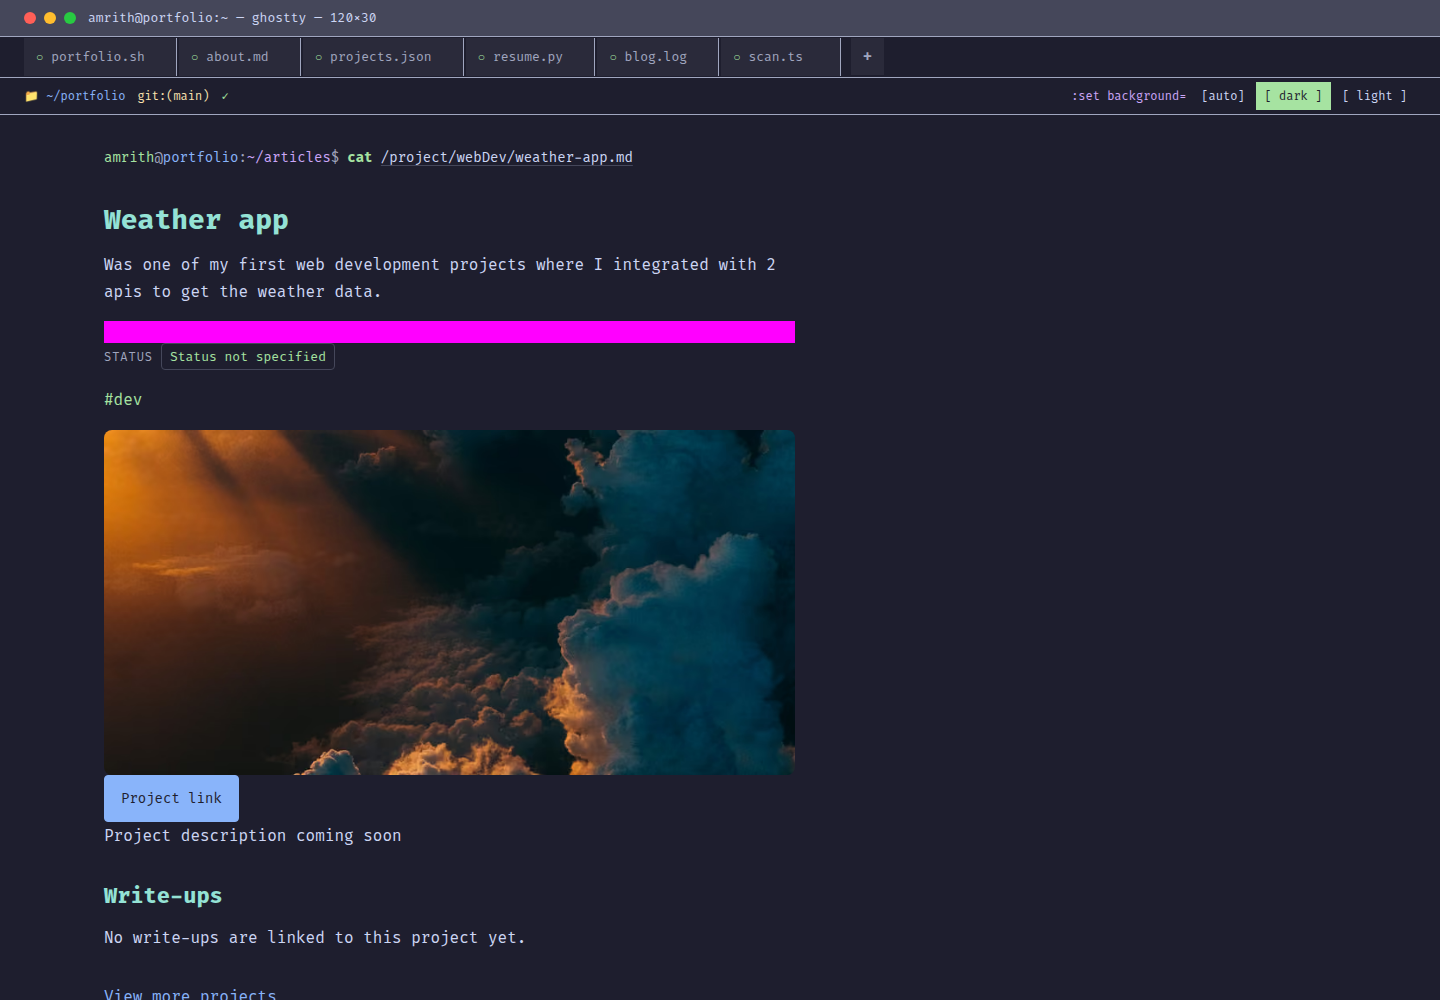 amrith@portfolio:~ — ghostty — 120×30
○ portfolio.sh ○ about.md ○ projects.json ○ resume.py ○ blog.log ○ scan.ts +
📁 ~/portfolio git:(main) ✓ :set background= [auto] [ dark ] [ light ]
amrith@portfolio:~/articles$ cat /project/webDev/weather-app.md
Weather app
Was one of my first web development projects where I integrated with 2
apis to get the weather data.
STATUS Status not specified
#dev
Project link
Project description coming soon
Write-ups
No write-ups are linked to this project yet.
View more projects